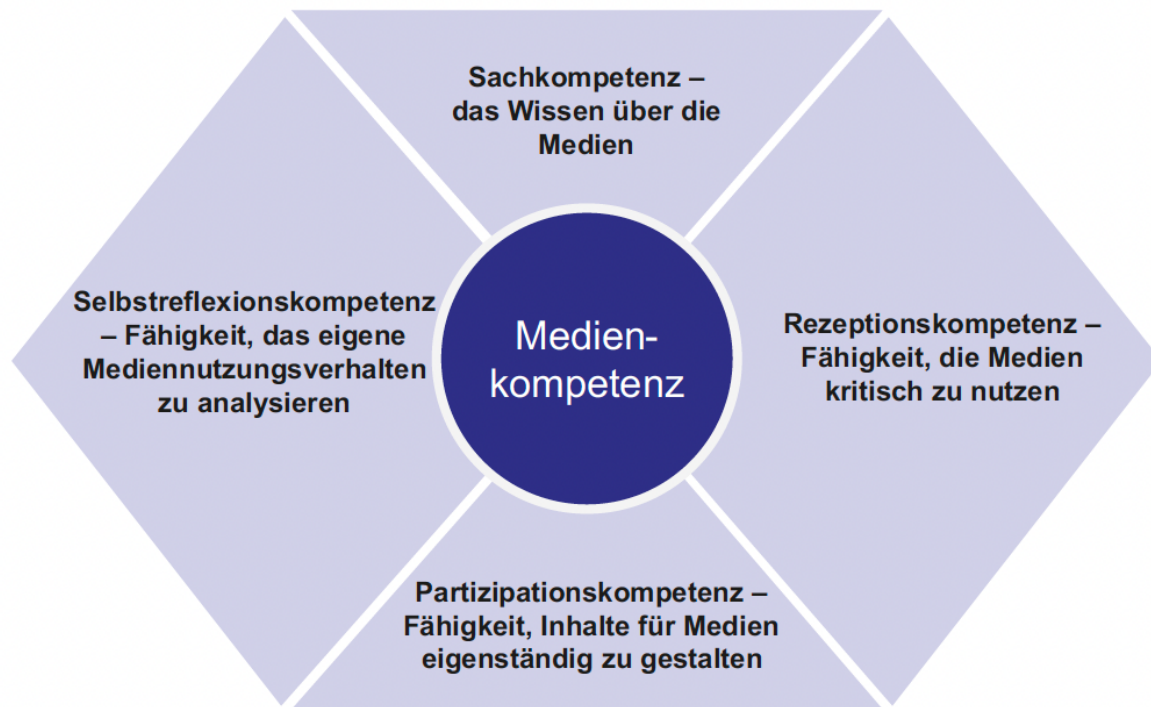 Sachkompetenz –
das Wissen über die
Medien
Selbstreflexionskompetenz
– Fähigkeit, das eigene
Mediennutzungsverhalten
zu analysieren
Medien-
kompetenz
Rezeptionskompetenz –
Fähigkeit, die Medien
kritisch zu nutzen
Partizipationskompetenz –
Fähigkeit, Inhalte für Medien
eigenständig zu gestalten